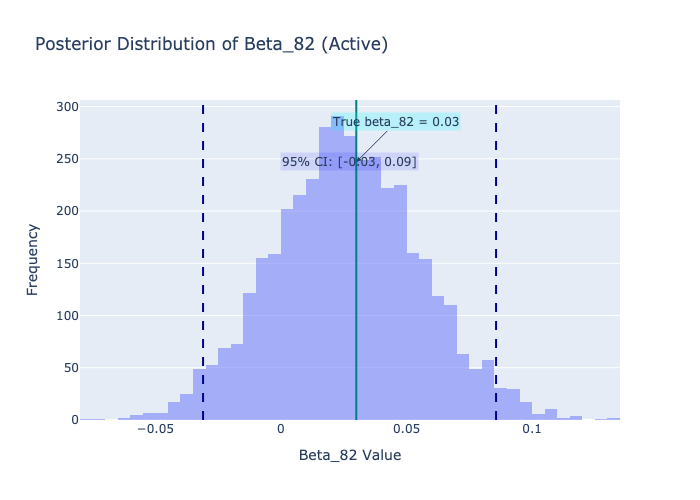 Posterior Distribution of Beta_82 (Active)
300
250
200
150
100
50
0
Frequency
True beta_82 = 0.03
95% CI: [-0.03, 0.09]
−0.05
0
0.05
0.1
Beta_82 Value